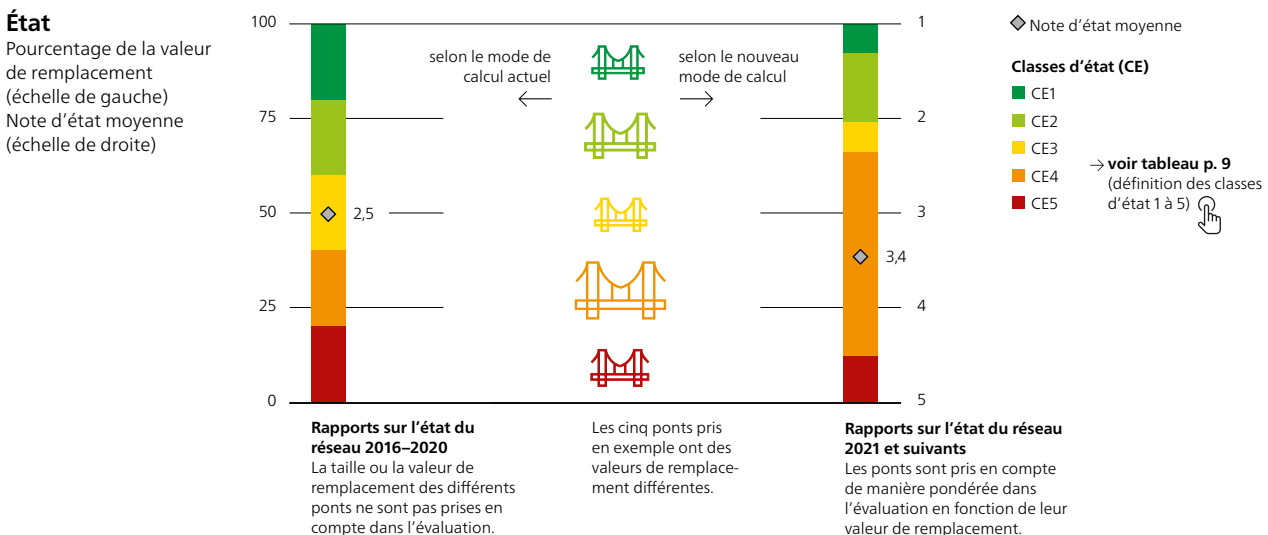 État
Pourcentage de la valeur
de remplacement
(échelle de gauche)
Note d'état moyenne
(échelle de droite)
100
75
50
25
0
2,5
selon le mode de
calcul actuel
selon le nouveau
mode de calcul
1
2
3
4
5
3,4
Note d'état moyenne
Classes d'état (CE)
CE1
CE2
CE3
CE4
CE5
→ voir tableau p. 9
(définition des classes
d'état 1 à 5)
Rapports sur l'état du
réseau 2016–2020
La taille ou la valeur de
remplacement des différents
ponts ne sont pas prises en
compte dans l'évaluation.
Les cinq ponts pris
en exemple ont des
valeurs de remplace-
ment différentes.
Rapports sur l'état du réseau
2021 et suivants
Les ponts sont pris en compte
de manière pondérée dans
l'évaluation en fonction de leur
valeur de remplacement.